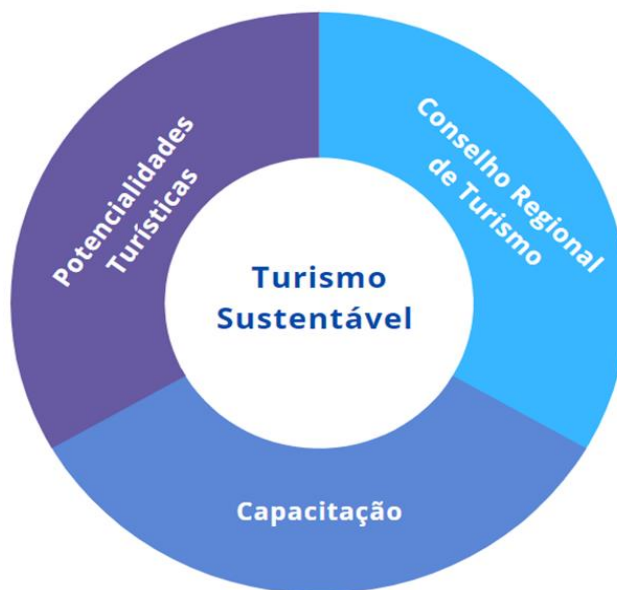 Potencialidades
Turísticas
Conselho Regional
de Turismo
Turismo
Sustentável
Capacitação